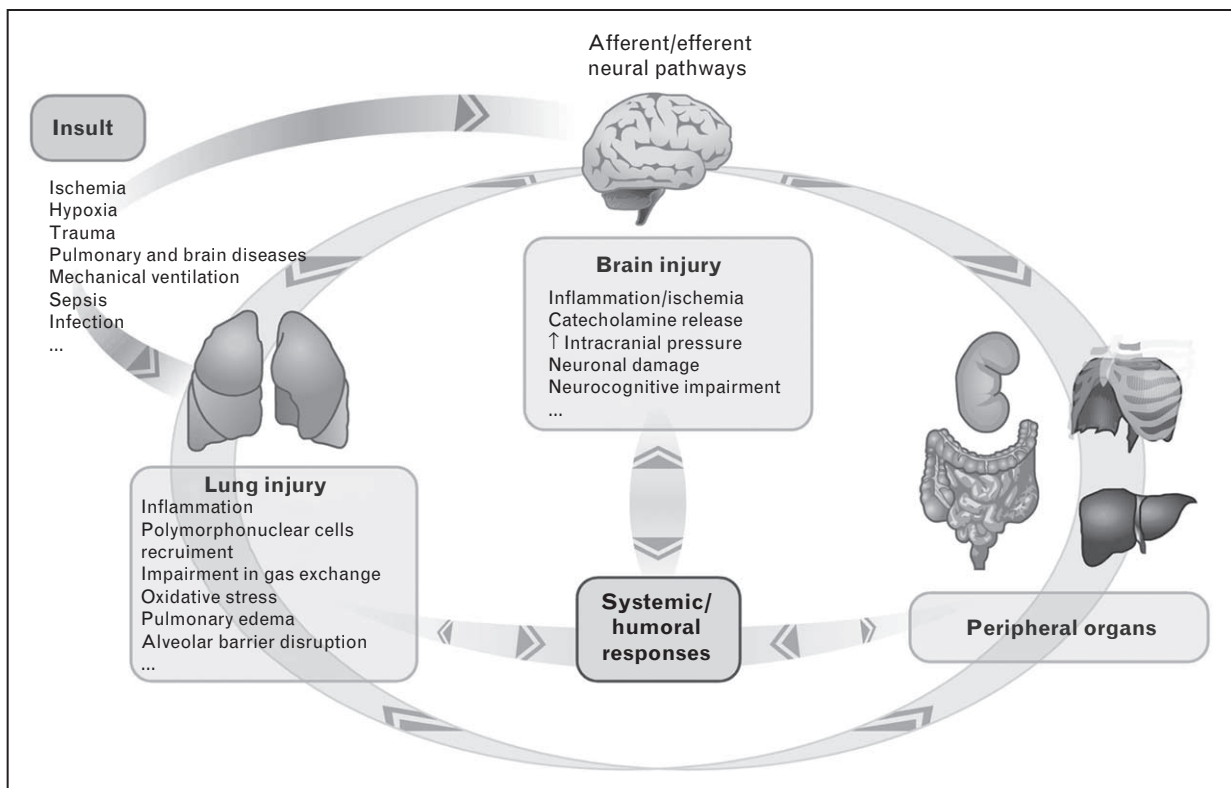 Afferent/efferent
neural pathways
Insult
Ischemia
Hypoxia
Trauma
Pulmonary and brain diseases
Mechanical ventilation
Sepsis
Infection
...
Brain injury
Inflammation/ischemia
Catecholamine release
↑ Intracranial pressure
Neuronal damage
Neurocognitive impairment
...
Lung injury
Inflammation
Polymorphonuclear cells
recruiment
Impairment in gas exchange
Oxidative stress
Pulmonary edema
Alveolar barrier disruption
...
Systemic/
humoral
responses
Peripheral organs